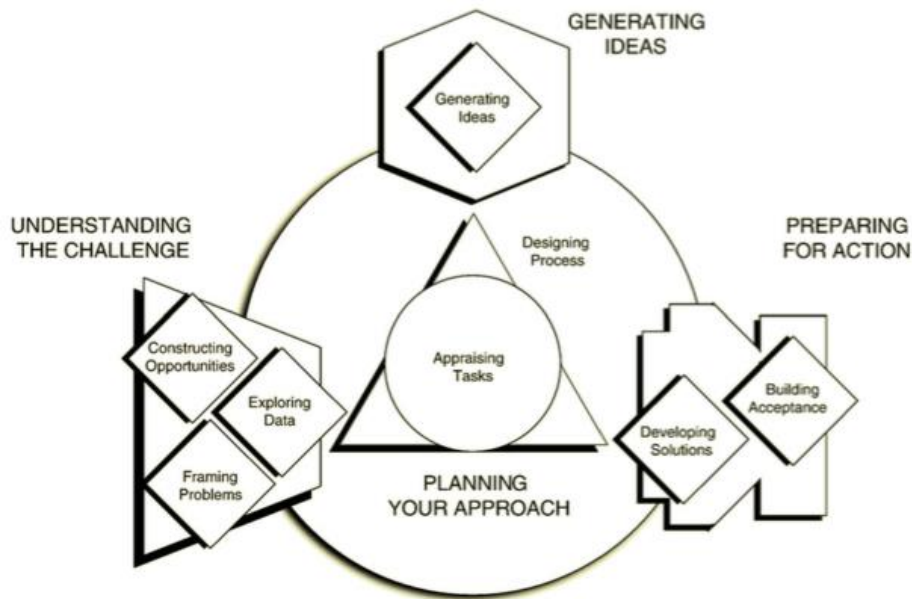 GENERATING
IDEAS
Generating
Ideas
UNDERSTANDING
THE CHALLENGE
PREPARING
FOR ACTION
Designing
Process
Constructing
Opportunities
Exploring
Data
Framing
Problems
Appraising
Tasks
Building
Acceptance
Developing
Solutions
PLANNING
YOUR APPROACH